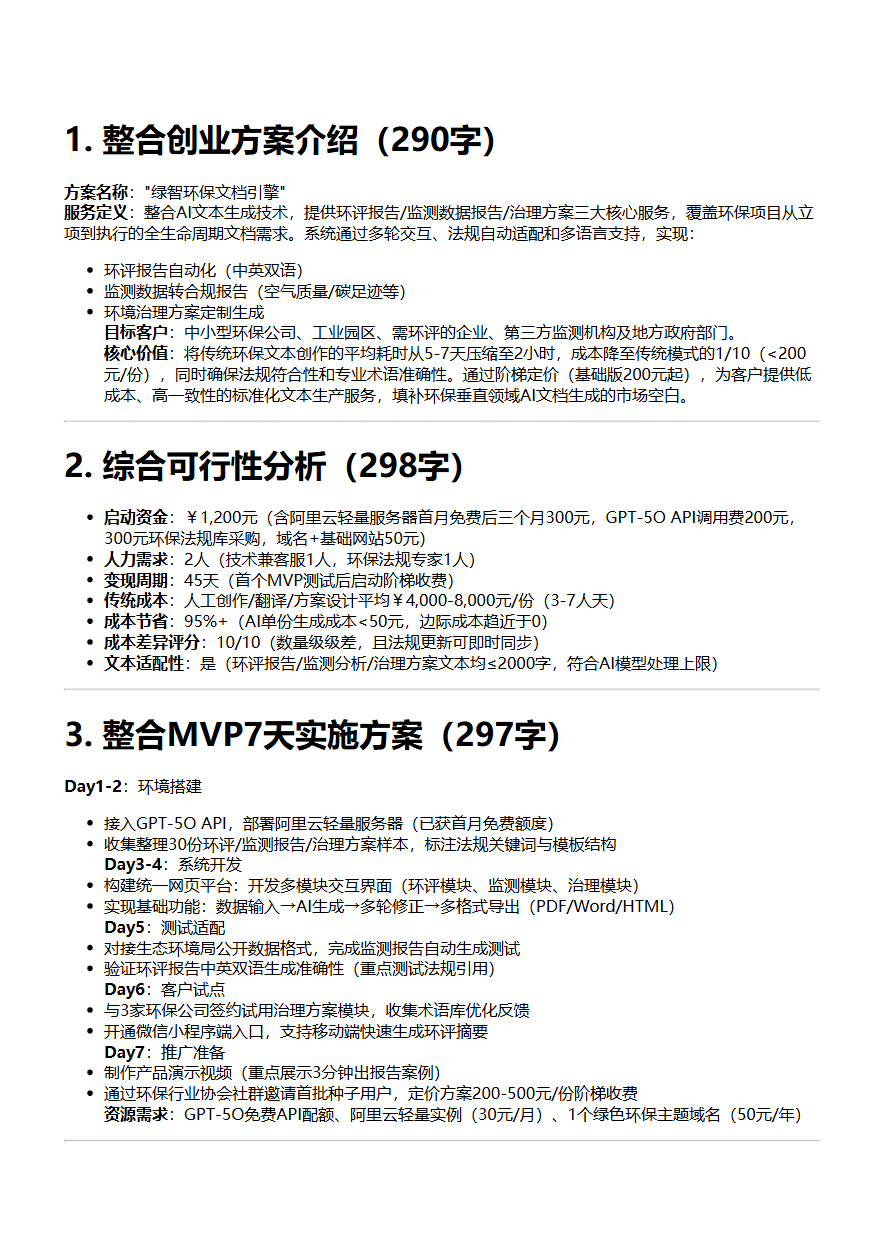 1. 整合创业方案介绍（290字）
方案名称："绿智环保文档引擎"
服务定义：整合AI文本生成技术，提供环评报告/监测数据报告/治理方案三大核心服务，覆盖环保项目从立
项到执行的全生命周期文档需求。系统通过多轮交互、法规自动适配和多语言支持，实现：
• 环评报告自动化（中英双语）
• 监测数据转合规报告（空气质量/碳足迹等）
• 环境治理方案定制生成
目标客户：中小型环保公司、工业园区、需环评的企业、第三方监测机构及地方政府部门。
核心价值：将传统环保文本创作的平均耗时从5-7天压缩至2小时，成本降至传统模式的1/10（<200
元/份），同时确保法规符合性和专业术语准确性。通过阶梯定价（基础版200元起），为客户提供低
成本、高一致性的标准化文本生产服务，填补环保垂直领域AI文档生成的市场空白。
2. 综合可行性分析（298字）
• 启动资金：￥1,200元（含阿里云轻量服务器首月免费后三个月300元，GPT-5O API调用费200元，
300元环保法规库采购，域名+基础网站50元）
• 人力需求：2人（技术兼客服1人，环保法规专家1人）
• 变现周期：45天（首个MVP测试后启动阶梯收费）
• 传统成本：人工创作/翻译/方案设计平均￥4,000-8,000元/份（3-7人天）
• 成本节省：95%+（AI单份生成成本<50元，边际成本趋近于0）
• 成本差异评分：10/10（数量级级差，且法规更新可即时同步）
• 文本适配性：是（环评报告/监测分析/治理方案文本均≤2000字，符合AI模型处理上限）
3. 整合MVP7天实施方案（297字）
Day1-2：环境搭建
• 接入GPT-5O API，部署阿里云轻量服务器（已获首月免费额度）
• 收集整理30份环评/监测报告/治理方案样本，标注法规关键词与模板结构
Day3-4：系统开发
• 构建统一网页平台：开发多模块交互界面（环评模块、监测模块、治理模块）
• 实现基础功能：数据输入→AI生成→多轮修正→多格式导出（PDF/Word/HTML）
Day5：测试适配
• 对接生态环境局公开数据格式，完成监测报告自动生成测试
• 验证环评报告中英双语生成准确性（重点测试法规引用）
Day6：客户试点
• 与3家环保公司签约试用治理方案模块，收集术语库优化反馈
• 开通微信小程序端入口，支持移动端快速生成环评摘要
Day7：推广准备
• 制作产品演示视频（重点展示3分钟出报告案例）
• 通过环保行业协会社群邀请首批种子用户，定价方案200-500元/份阶梯收费
资源需求：GPT-5O免费API配额、阿里云轻量实例（30元/月）、1个绿色环保主题域名（50元/年）